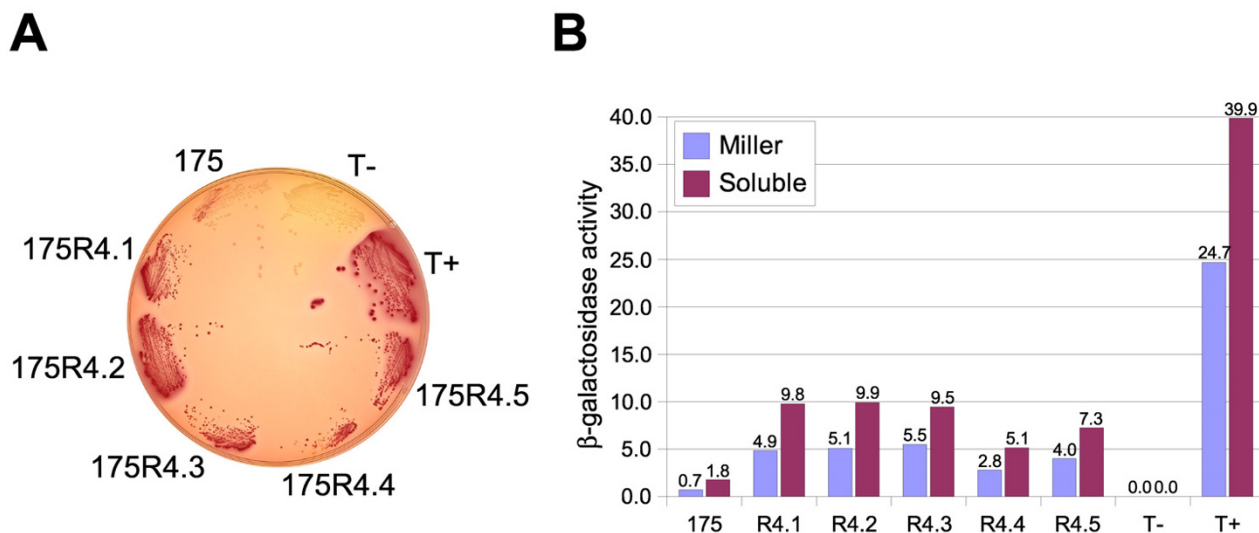 A
175
T-
175R4.1
T+
175R4.2
175R4.5
175R4.3
175R4.4
B
β-galactosidase activity
40.0
35.0
30.0
25.0
20.0
15.0
10.0
5.0
0.0
Miller
Soluble
0.7 1.8
4.9 9.8
5.1 9.9
5.5 9.5
2.8 5.1
4.0 7.3
0.0 0.0
24.7 39.9
175 R4.1 R4.2 R4.3 R4.4 R4.5 T- T+